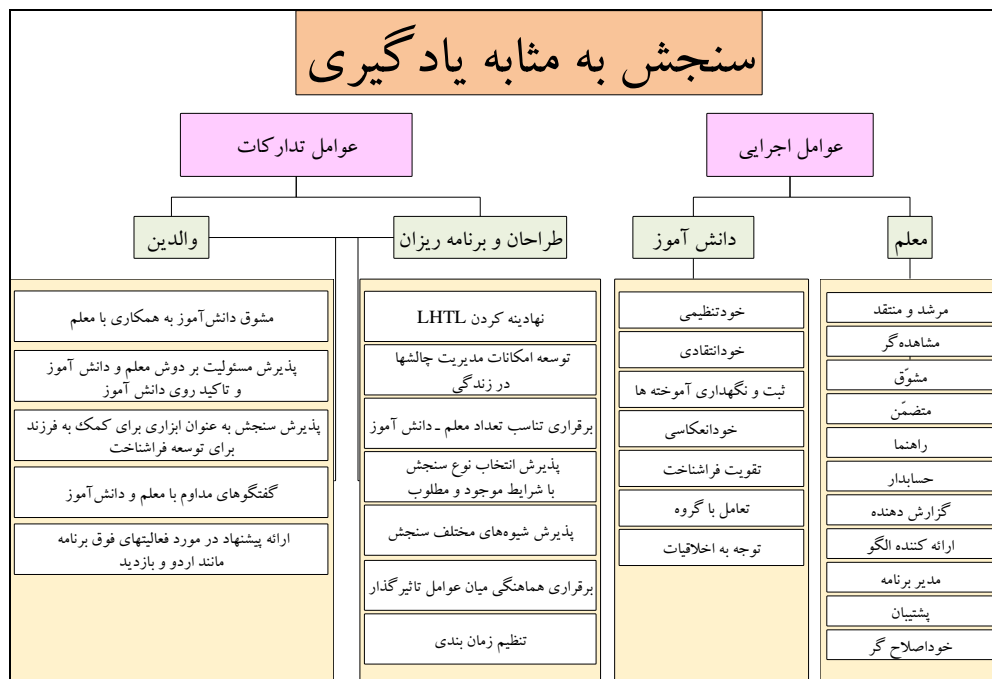 سنجش به مثابه یادگیری
عوامل اجرایی
عوامل تدارکات
معلم
دانش آموز
طراحان و برنامه ریزان
والدین
مرشد و منتقد
مشاهده‌گر
مشوّق
متضمّن
راهنما
حسابدار
گزارش دهنده
ارائه کننده الگو
مدیر برنامه
پشتیبان
خوداصلاح گر
خودتنظیمی
خودانتقادی
ثبت و نگهداری آموخته ها
خودانعکاسی
تقویت فراشناخت
تعامل با گروه
توجه به اخلاقیات
نهادینه کردن LHTL
توسعه امکانات مدیریت چالشها
در زندگی
برقراری تناسب تعداد معلم ـ دانش آموز
پذیرش انتخاب نوع سنجش
با شرایط موجود و مطلوب
پذیرش شیوه‌های مختلف سنجش
برقراری هماهنگی میان عوامل تاثیرگذار
تنظیم زمان بندی
مشوق دانش‌آموز به همکاری با معلم
پذیرش مسئولیت بر دوش معلم و دانش آموز
و تاکید روی دانش آموز
پذیرش سنجش به عنوان ابزاری برای کمک به فرزند
برای توسعه فراشناخت
گفتگوهای مداوم با معلم و دانش‌آموز
ارائه پیشنهاد در مورد فعالیتهای فوق برنامه
مانند اردو و بازدید